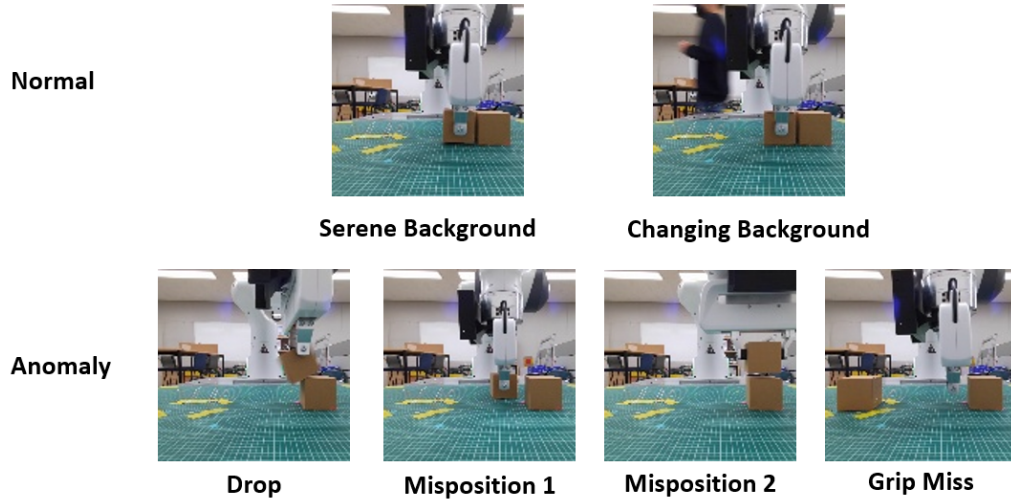 Normal
Serene Background
Changing Background
Anomaly
Drop
Misposition 1
Misposition 2
Grip Miss